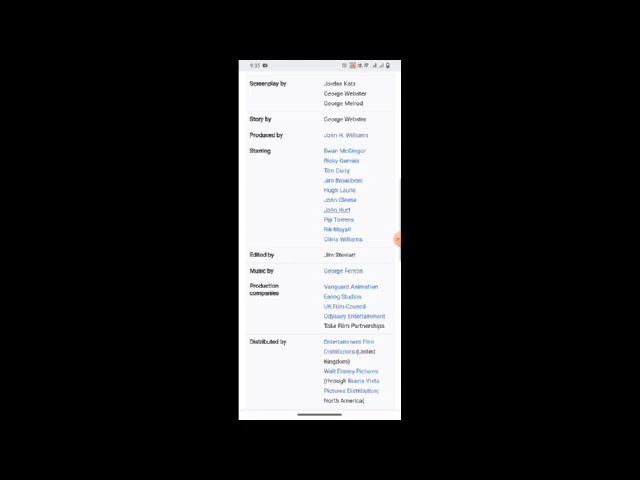 Screenplay by Jordan Katz
George Webster
George Melrod
Story by George Webster
Produced by John H. Williams
Starring Ewan McGregor
Ricky Gervais
Tim Curry
Jim Broadbent
Hugh Laurie
John Cleese
John Hurt
Pip Torrens
Rik Mayall
Olivia Williams
Edited by Jim Stewart
Music by George Fenton
Production companies Vanguard Animation
Ealing Studios
UK Film Council
Odyssey Entertainment
Take Film Partnerships
Distributed by Entertainment Film
Distributors (United
Kingdom)
Walt Disney Pictures
(through Buena Vista
Pictures Distribution;
North America)